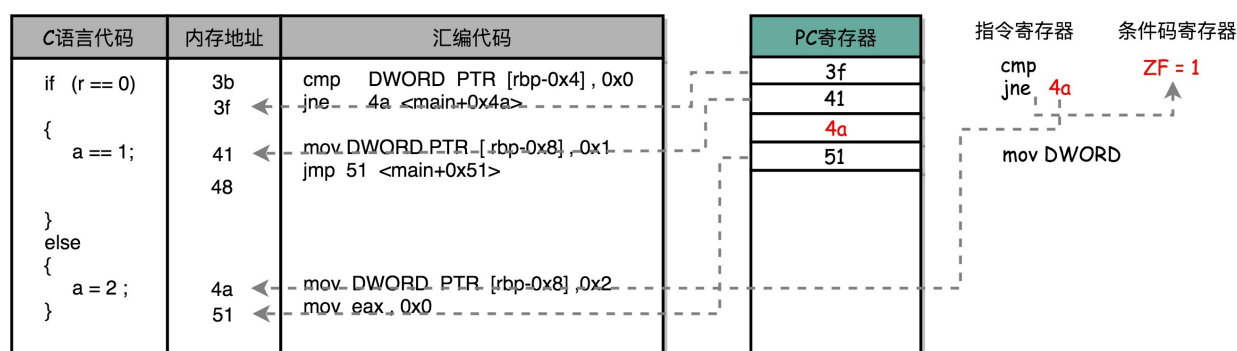 C语言代码 内存地址 汇编代码 PC寄存器 指令寄存器 条件码寄存器
if (r == 0) 3b cmp DWORD PTR [rbp-0x4] , 0x0 3f cmp ZF = 1
3f jne 4a <main+0x4a> 41 jne 4a
{ 4a
a == 1; 41 mov DWORD PTR [ rbp-0x8] , 0x1 51 mov DWORD
48 jmp 51 <main+0x51>
}
else
{
a = 2 ; 4a mov DWORD PTR [rbp-0x8] ,0x2
} 51 mov eax , 0x0